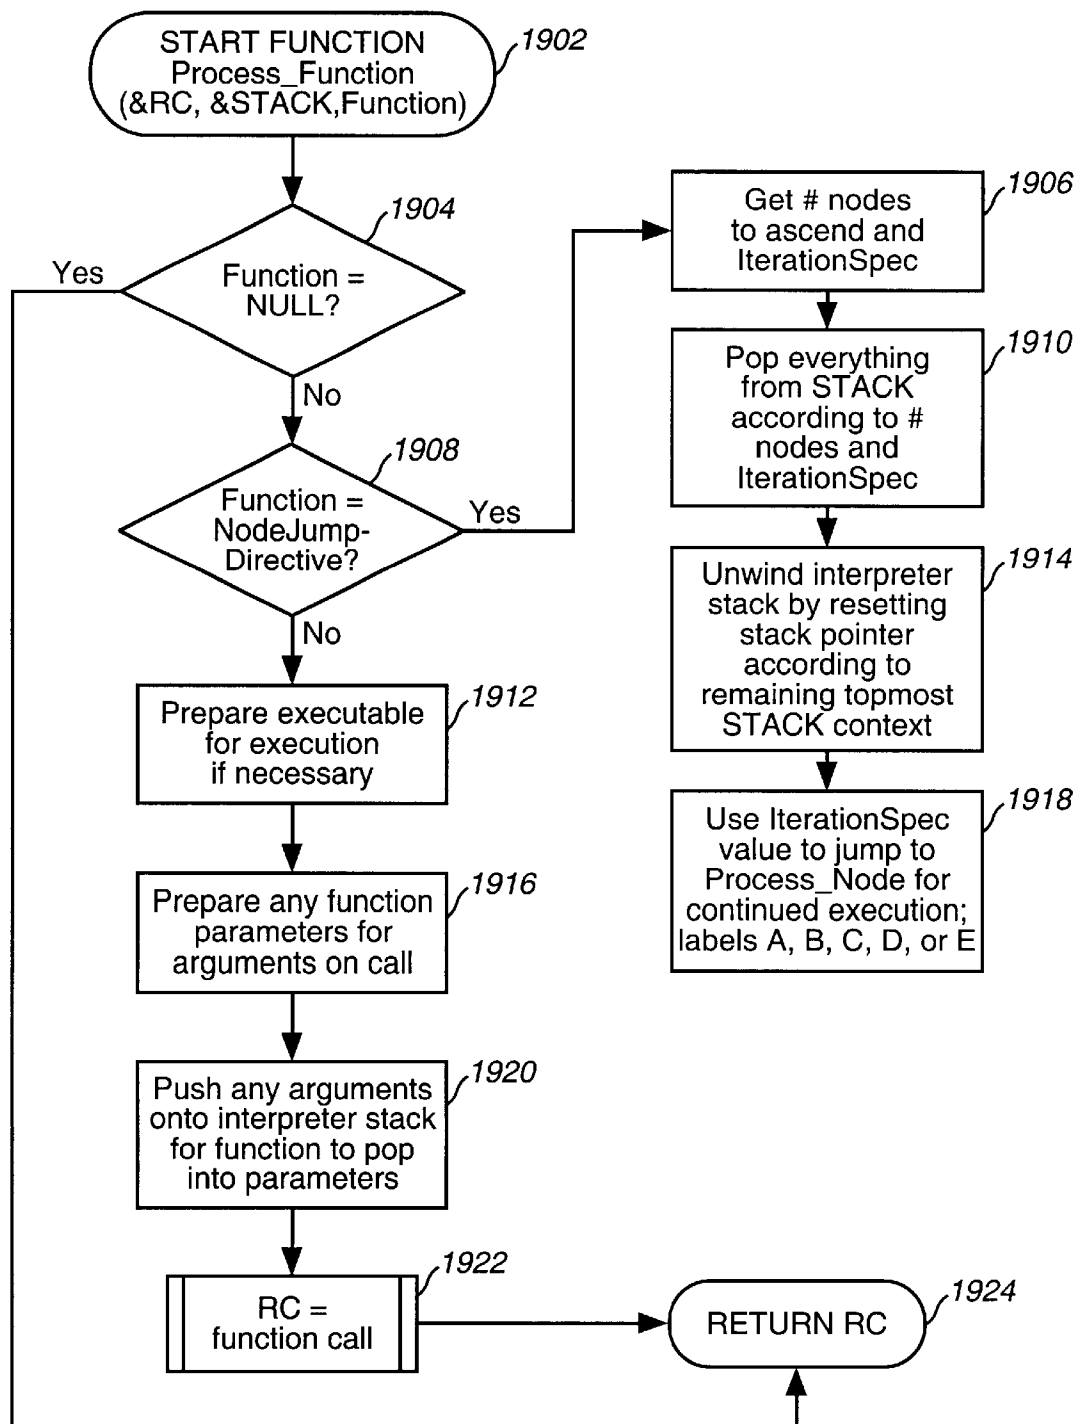 START FUNCTION
Process_Function
(&RC, &STACK,Function)
1902
1904
Function =
NULL?
Yes
No
1908
Function =
NodeJump-
Directive?
Yes
No
1912
Prepare executable
for execution
if necessary
1916
Prepare any function
parameters for
arguments on call
1920
Push any arguments
onto interpreter stack
for function to pop
into parameters
1922
RC =
function call
1906
Get # nodes
to ascend and
IterationSpec
1910
Pop everything
from STACK
according to #
nodes and
IterationSpec
1914
Unwind interpreter
stack by resetting
stack pointer
according to
remaining topmost
STACK context
1918
Use IterationSpec
value to jump to
Process_Node for
continued execution;
labels A, B, C, D, or E
1924
RETURN RC